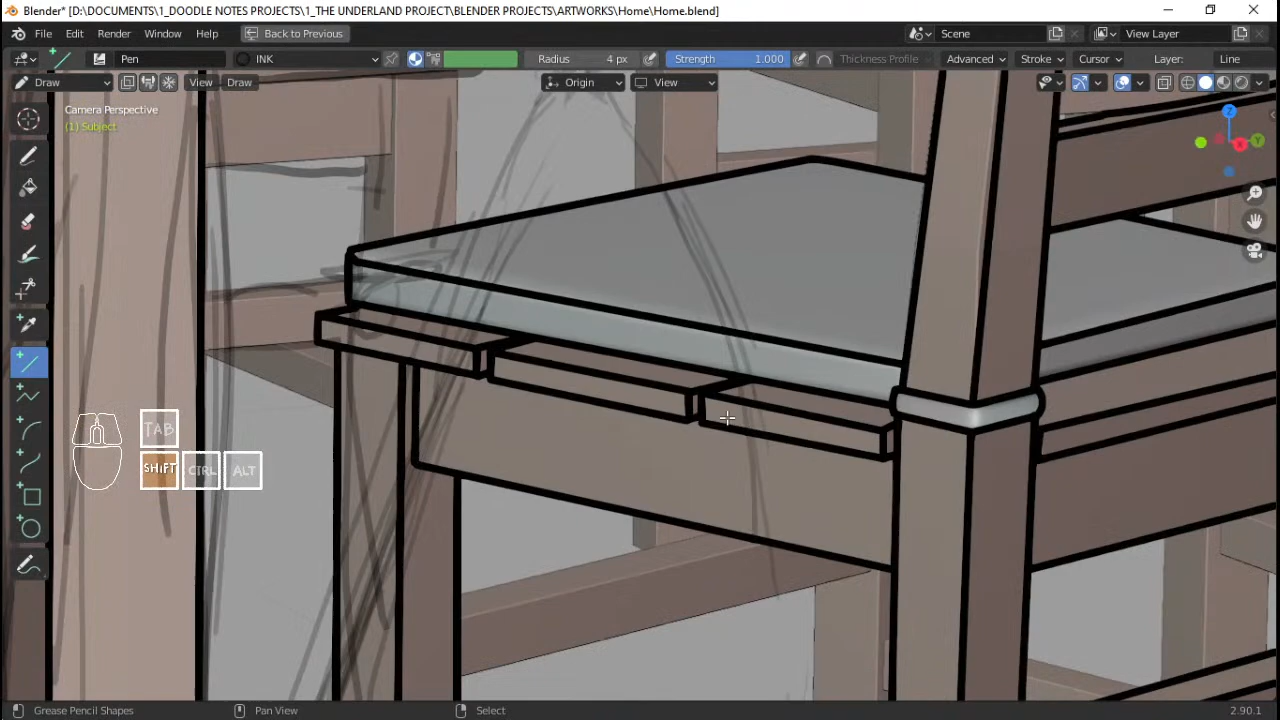 Blender* [D:\DOCUMENTS\1_DOODLE NOTES PROJECTS\1_THE UNDERLAND PROJECT\BLENDER PROJECTS\ARTWORKS\Home\Home.blend]
File Edit Render Window Help Back to Previous Scene View Layer
Pen INK Radius 4 px Strength 1.000 Thickness Profile Advanced Stroke Cursor Layer: Line
Draw View Draw Origin View
Camera Perspective
(1) Subject
Z
Y
X
TAB
SHIFT CTRL ALT
Grease Pencil Shapes Pan View Select 2.90.1